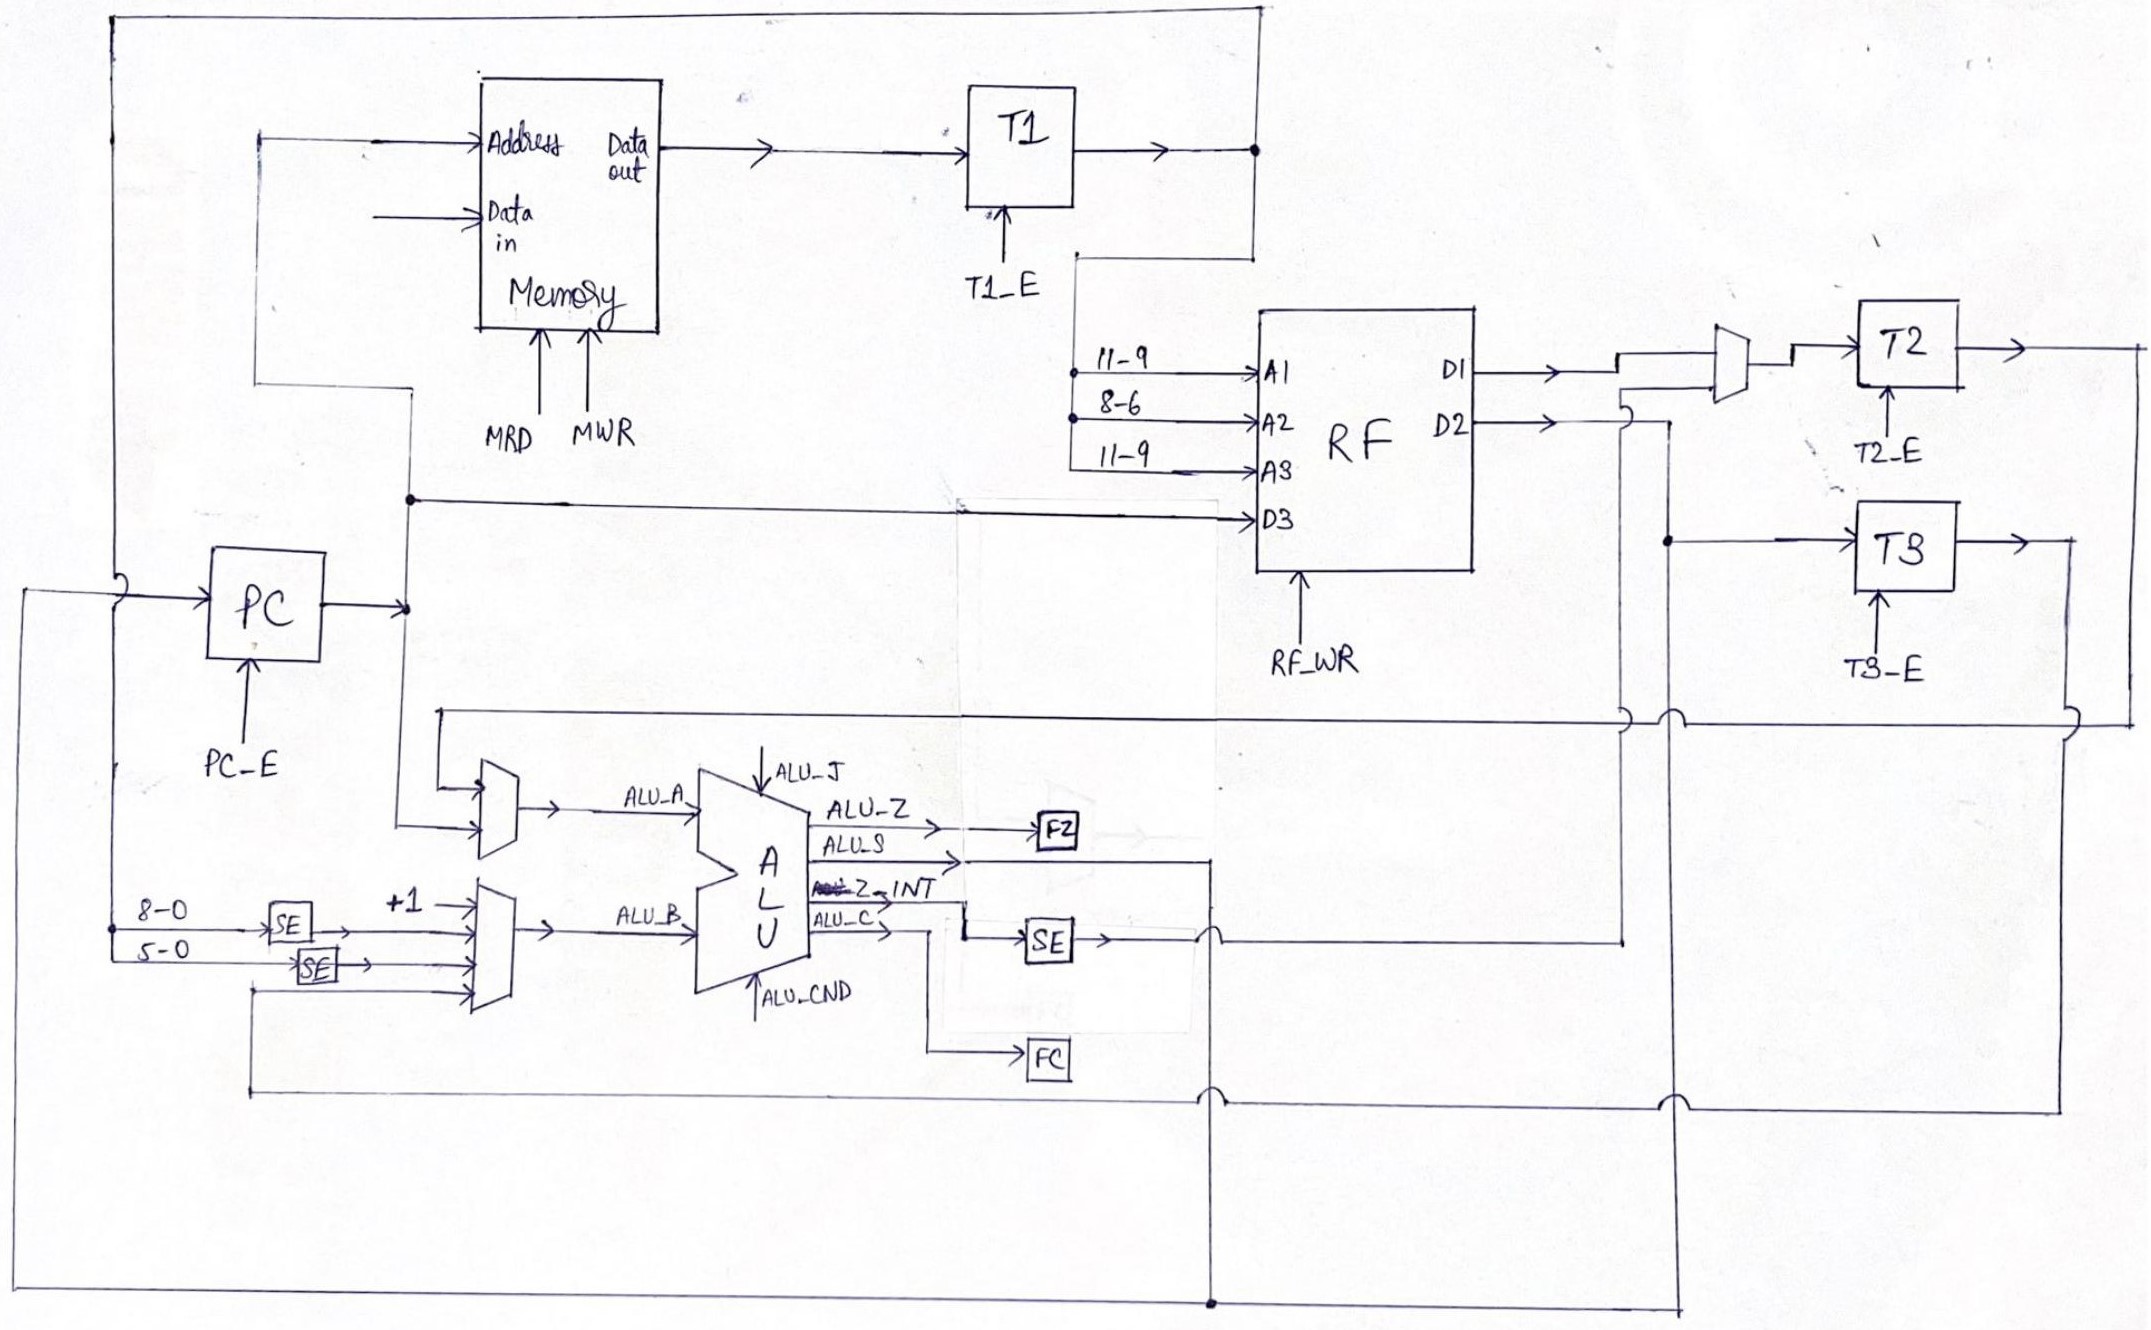 Address
Data
out
Data
in
Memory
MRD
MWR
T1
T1_E
11-9
8-6
11-9
A1
A2
A3
D3
D1
D2
RF
RF_WR
T2
T2_E
T3
T3_E
PC
PC_E
ALU_A
ALU_B
ALU_J
ALU_CND
A
L
U
ALU_Z
ALU_S
Z_INT
ALU_C
FZ
SE
FC
8-0
SE
+1
5-0
SE